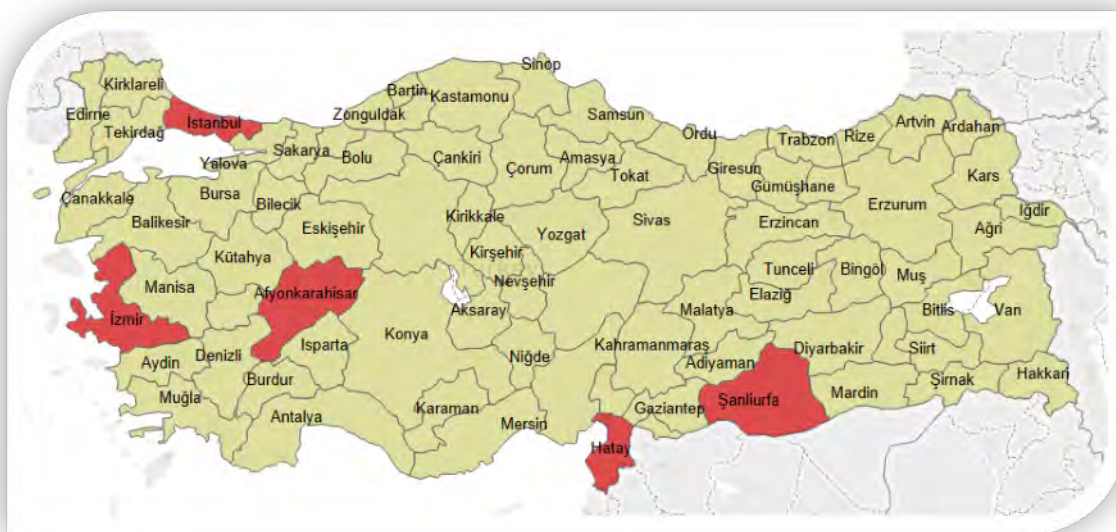 Sinop
Kirklareli
Bartin
Kastamonu
Edirne
İstanbul
Zonguldak
Samsun
Tekirdağ
Ordu
Trabzon
Rize
Artvin
Ardahan
Sakarya
Bolu
Çankiri
Çorum
Amasya
Yalova
Tokat
Giresun
Kars
Gümüşhane
Çanakkale
Bursa
Bilecik
Erzurum
Iğdir
Balikesir
Eskişehir
Kirikkale
Yozgat
Sivas
Erzincan
Ağri
Kütahya
Kirşehir
Tunceli
Bingöl
Muş
Manisa
Afyonkarahisar
Nevşehir
Elaziğ
Aksaray
Malatya
Bitlis
Van
İzmir
Konya
Isparta
Kahramanmaraş
Diyarbakir
Siirt
Aydin
Denizli
Niğde
Adiyaman
Hakkari
Burdur
Şirnak
Muğla
Şanliurfa
Mardin
Antalya
Karaman
Gaziantep
Mersin
Hatay